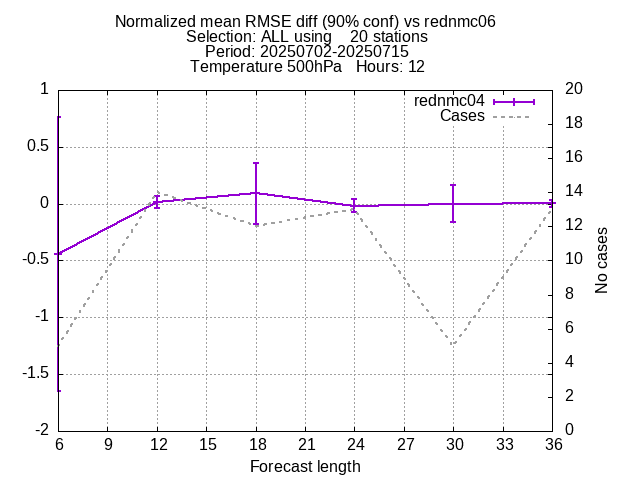 Normalized mean RMSE diff (90% conf) vs rednmc06
Selection: ALL using    20 stations
Period: 20250702-20250715
Temperature 500hPa   Hours: 12
rednmc04
Cases
1
0.5
0
-0.5
-1
-1.5
-2
20
18
16
14
12
10
8
6
4
2
0
No cases
6 9 12 15 18 21 24 27 30 33 36
Forecast length